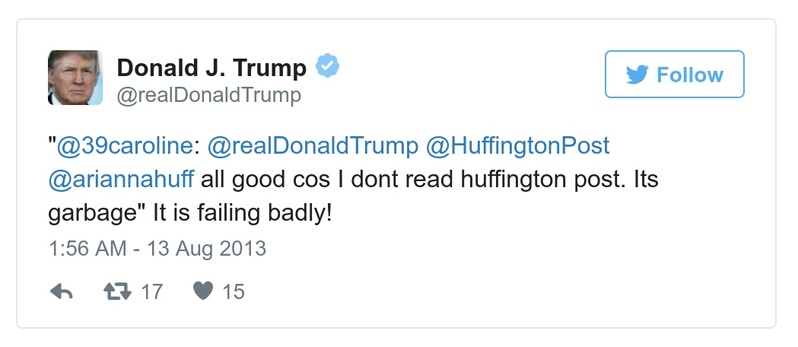 Donald J. Trump
@realDonaldTrump
Follow
"@39caroline: @realDonaldTrump @HuffingtonPost
@ariannahuff all good cos I dont read huffington post. Its
garbage" It is failing badly!
1:56 AM - 13 Aug 2013
17 15